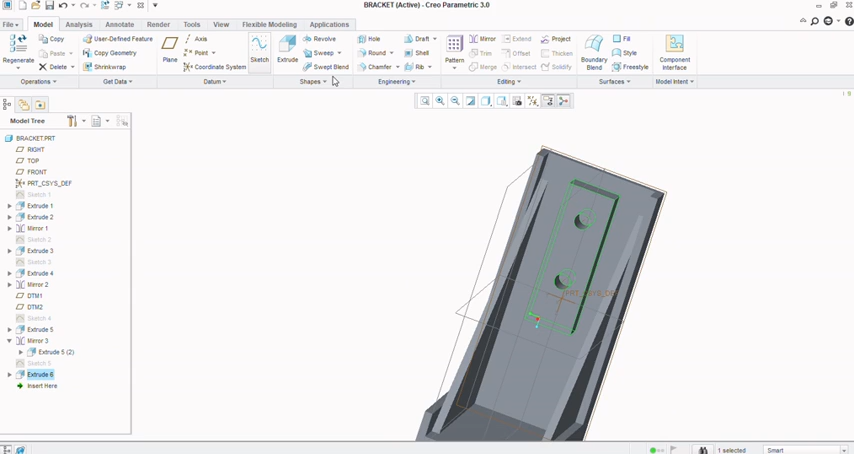 BRACKET (Active) - Creo Parametric 3.0
File Model Analysis Annotate Render Tools View Flexible Modeling Applications
Regenerate
Copy
Paste
Delete
Operations
User-Defined Feature
Copy Geometry
Shrinkwrap
Get Data
Plane
Axis
Point
Coordinate System
Sketch
Datum
Extrude
Revolve
Sweep
Swept Blend
Shapes
Hole
Round
Chamfer
Draft
Shell
Rib
Engineering
Pattern
Mirror
Trim
Merge
Extend
Offset
Intersect
Project
Thicken
Solidify
Editing
Boundary Blend
Fill
Style
Freestyle
Surfaces
Component Interface
Model Intent
Model Tree
BRACKET.PRT
RIGHT
TOP
FRONT
PRT_CSYS_DEF
Sketch 1
Extrude 1
Extrude 2
Mirror 1
Sketch 2
Extrude 3
Sketch 3
Extrude 4
Mirror 2
DTM1
DTM2
Sketch 4
Extrude 5
Mirror 3
Extrude 5 (2)
Sketch 5
Extrude 6
Insert Here
PRT_CSYS_DEF
1 selected
Smart